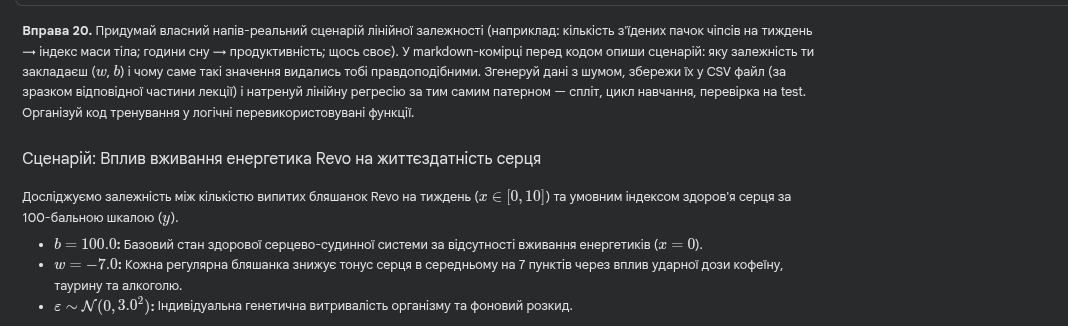 Вправа 20. Придумай власний напів-реальний сценарій лінійної залежності (наприклад: кількість з'їдених пачок чіпсів на тиждень
→ індекс маси тіла; години сну → продуктивність; щось своє). У markdown-комірці перед кодом опиши сценарій: яку залежність ти
закладаєш (w, b) і чому саме такі значення видались тобі правдоподібними. Згенеруй дані з шумом, збережи їх у CSV файл (за
зразком відповідної частини лекції) і натренуй лінійну регресію за тим самим патерном — спліт, цикл навчання, перевірка на test.
Організуй код тренування у логічні перевикористовувані функції.
Сценарій: Вплив вживання енергетика Revo на життєздатність серця
Досліджуємо залежність між кількістю випитих бляшанок Revo на тиждень (x ∈ [0, 10]) та умовним індексом здоров'я серця за
100-бальною шкалою (y).
• b = 100.0: Базовий стан здорової серцево-судинної системи за відсутності вживання енергетиків (x = 0).
• w = −7.0: Кожна регулярна бляшанка знижує тонус серця в середньому на 7 пунктів через вплив ударної дози кофеїну,
таурину та алкоголю.
• ε ~ 𝒩(0, 3.0²): Індивідуальна генетична витривалість організму та фоновий розкид.